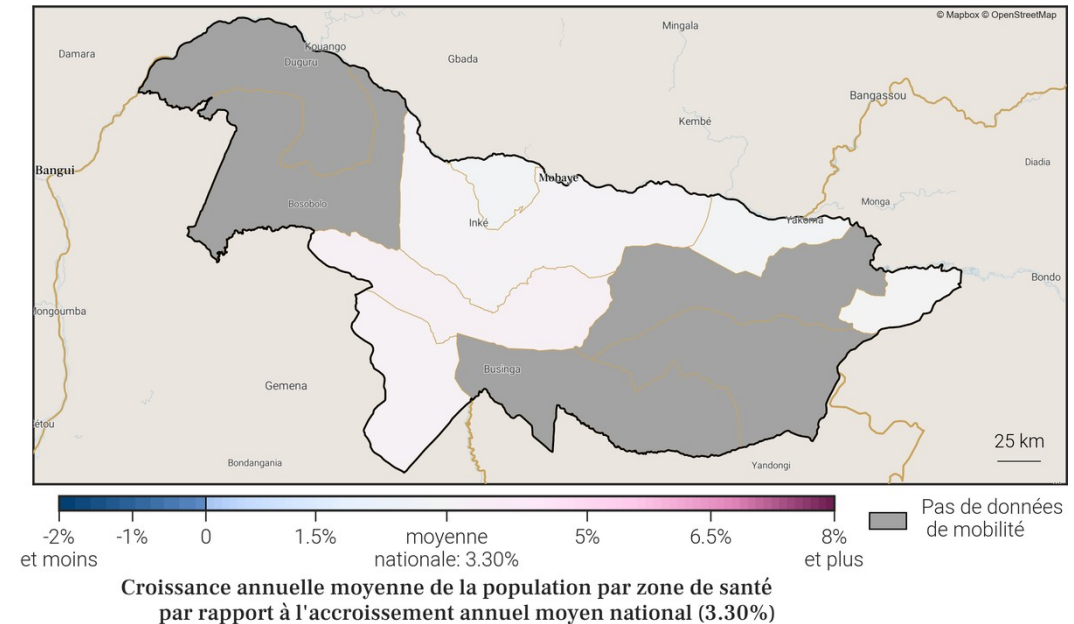 © Mapbox © OpenStreetMap
Mingala
Kouango
Damara
Gbada
Duguru
Bangassou
Kembé
Diadia
Bangui
Mobaye
Bosobolo
Monga
Inké
Yakoma
Bondo
Mongoumba
Businga
Gemena
25 km
Bondangania
Yandongi
Pas de données
de mobilité
-2% -1% 0 1.5% moyenne 5% 6.5% 8%
et moins nationale: 3.30% et plus
Croissance annuelle moyenne de la population par zone de santé
par rapport à l'accroissement annuel moyen national (3.30%)